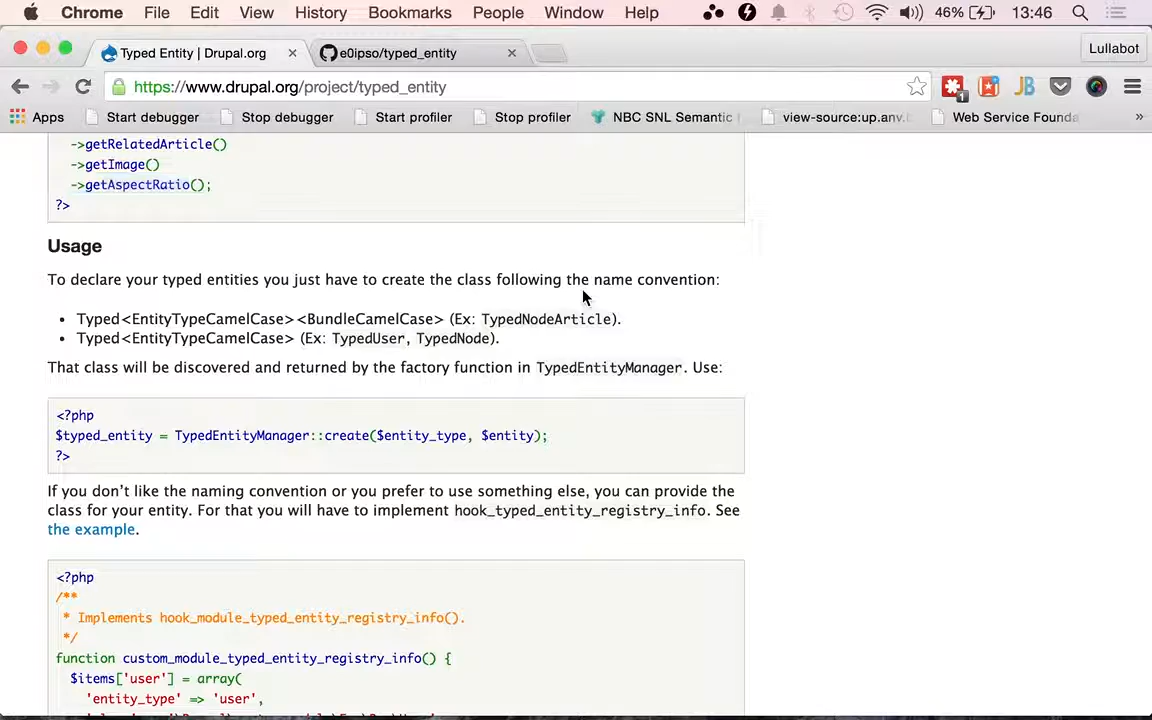 Chrome File Edit View History Bookmarks People Window Help 46% 13:46
Typed Entity | Drupal.org e0ipso/typed_entity Lullabot
https://www.drupal.org/project/typed_entity 1
Apps Start debugger Stop debugger Start profiler Stop profiler NBC SNL Semantic view-source:up.anv. Web Service Founda »
->getRelatedArticle()
->getImage()
->getAspectRatio();
?>
Usage
To declare your typed entities you just have to create the class following the name convention:
• Typed<EntityTypeCamelCase><BundleCamelCase> (Ex: TypedNodeArticle).
• Typed<EntityTypeCamelCase> (Ex: TypedUser, TypedNode).
That class will be discovered and returned by the factory function in TypedEntityManager. Use:
<?php
$typed_entity = TypedEntityManager::create($entity_type, $entity);
?>
If you don’t like the naming convention or you prefer to use something else, you can provide the
class for your entity. For that you will have to implement hook_typed_entity_registry_info. See
the example.
<?php
/**
* Implements hook_module_typed_entity_registry_info().
*/
function custom_module_typed_entity_registry_info() {
$items['user'] = array(
'entity_type' => 'user',